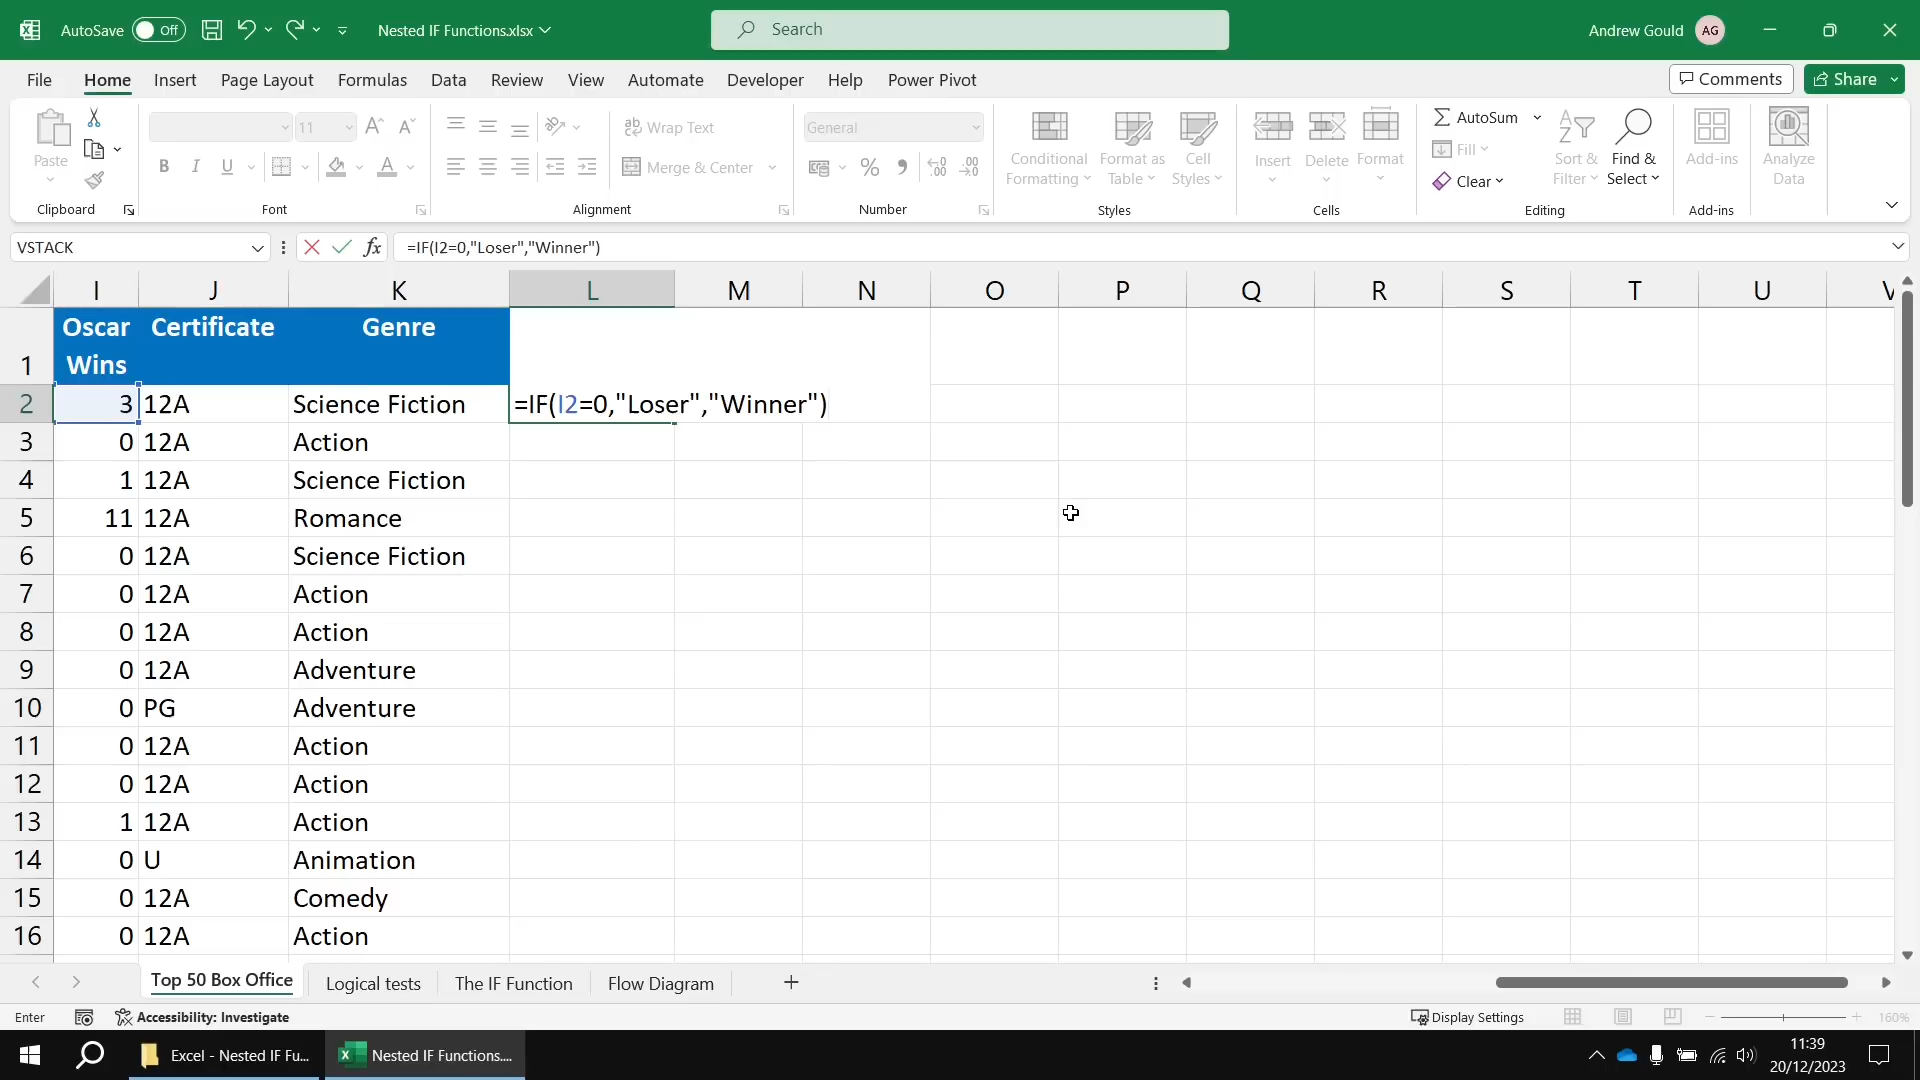 AutoSave Off Nested IF Functions.xlsx Search Andrew Gould AG
File Home Insert Page Layout Formulas Data Review View Automate Developer Help Power Pivot Comments Share
Paste 11 Wrap Text General Conditional Formatting Format as Table Cell Styles Insert Delete Format AutoSum Sort & Filter Find & Select Add-ins Analyze Data
B I U Merge & Center Fill
Clear
Clipboard Font Alignment Number Styles Cells Editing Add-ins
VSTACK fx =IF(I2=0,"Loser","Winner")
I J K L M N O P Q R S T U V
1 Oscar Wins Certificate Genre
2 3 12A Science Fiction =IF(I2=0,"Loser","Winner")
3 0 12A Action
4 1 12A Science Fiction
5 11 12A Romance
6 0 12A Science Fiction
7 0 12A Action
8 0 12A Action
9 0 12A Adventure
10 0 PG Adventure
11 0 12A Action
12 0 12A Action
13 1 12A Action
14 0 U Animation
15 0 12A Comedy
16 0 12A Action
Top 50 Box Office Logical tests The IF Function Flow Diagram
Enter Accessibility: Investigate Display Settings 160%
Excel - Nested IF Fu... Nested IF Functions.... 11:39
20/12/2023